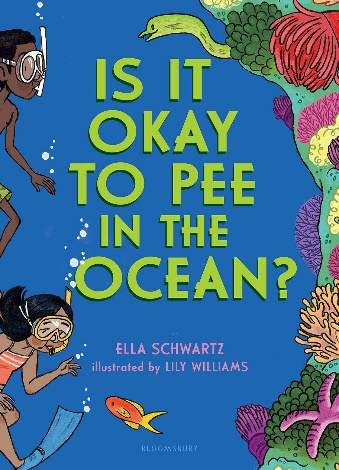 IS IT
OKAY
TO PEE
IN THE
OCEAN?
ELLA SCHWARTZ
illustrated by LILY WILLIAMS
BLOOMSBURY